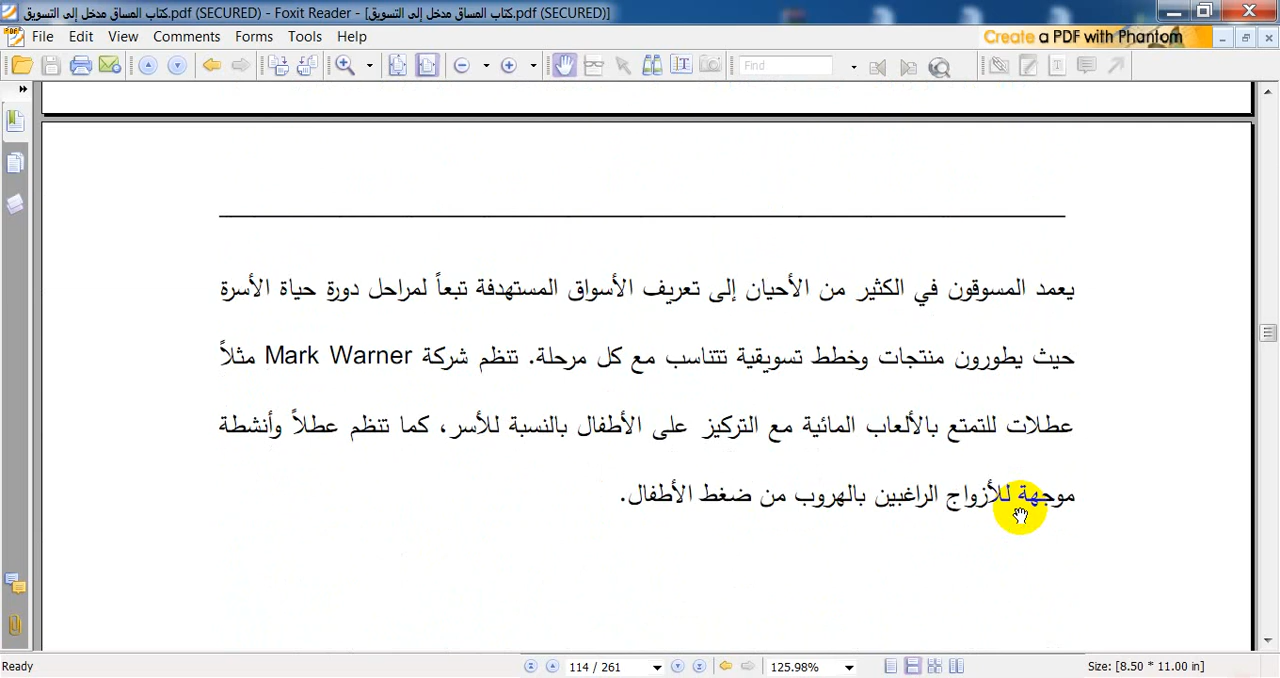 كتاب المساق مدخل إلى التسويق.pdf (SECURED) - Foxit Reader - [كتاب المساق مدخل إلى التسويق.pdf (SECURED)]
File Edit View Comments Forms Tools Help
Create a PDF with Phantom
Find
يعمد المسوقون في الكثير من الأحيان إلى تعريف الأسواق المستهدفة تبعاً لمراحل دورة حياة الأسرة
حيث يطورون منتجات وخطط تسويقية تتناسب مع كل مرحلة. تنظم شركة Mark Warner مثلاً
عطلات للتمتع بالألعاب المائية مع التركيز على الأطفال بالنسبة للأسر، كما تنظم عطلاً وأنشطة
موجهة للأزواج الراغبين بالهروب من ضغط الأطفال.
Ready
114 / 261
125.98%
Size: [8.50 * 11.00 in]